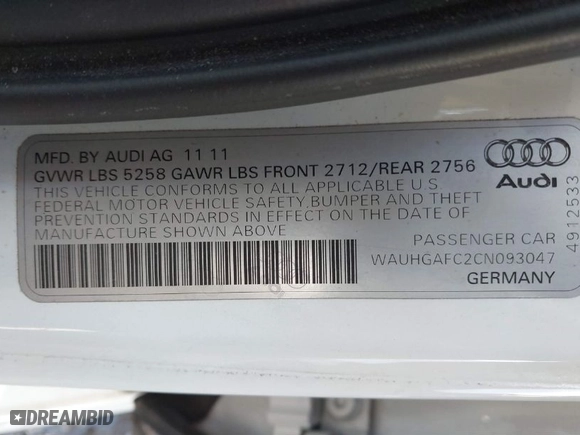 MFD. BY AUDI AG 11 11
GVWR LBS 5258 GAWR LBS FRONT 2712/REAR 2756
THIS VEHICLE CONFORMS TO ALL APPLICABLE U S
FEDERAL MOTOR VEHICLE SAFETY,BUMPER AND THEFT
PREVENTION STANDARDS IN EFFECT ON THE DATE OF
MANUFACTURE SHOWN ABOVE
Audi
PASSENGER CAR
WAUHGAFC2CN093047
GERMANY
4912533
DREAMBID